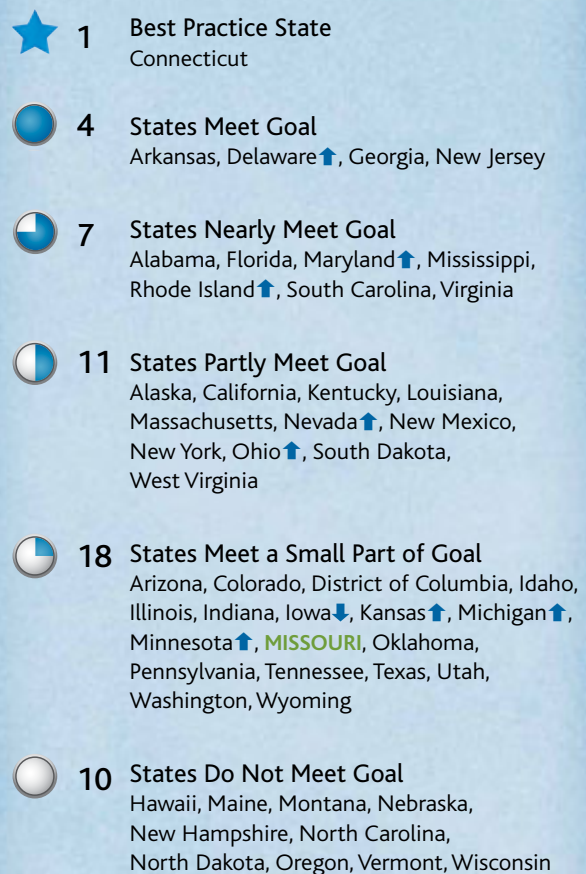 1 Best Practice State
Connecticut
4 States Meet Goal
Arkansas, Delaware⬆, Georgia, New Jersey
7 States Nearly Meet Goal
Alabama, Florida, Maryland⬆, Mississippi,
Rhode Island⬆, South Carolina, Virginia
11 States Partly Meet Goal
Alaska, California, Kentucky, Louisiana,
Massachusetts, Nevada⬆, New Mexico,
New York, Ohio⬆, South Dakota,
West Virginia
18 States Meet a Small Part of Goal
Arizona, Colorado, District of Columbia, Idaho,
Illinois, Indiana, Iowa⬇, Kansas⬆, Michigan⬆,
Minnesota⬆, MISSOURI, Oklahoma,
Pennsylvania, Tennessee, Texas, Utah,
Washington, Wyoming
10 States Do Not Meet Goal
Hawaii, Maine, Montana, Nebraska,
New Hampshire, North Carolina,
North Dakota, Oregon, Vermont, Wisconsin